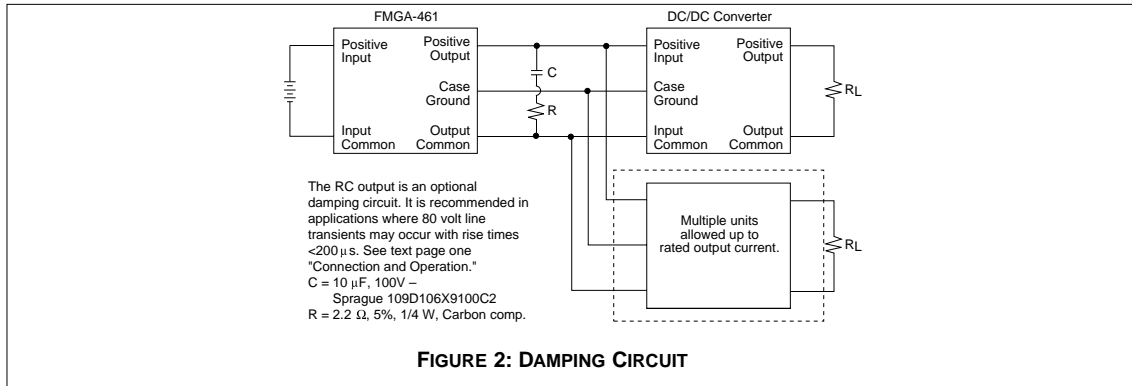 FMGA-461
DC/DC Converter
Positive
Input
Positive
Output
Case
Ground
Input
Common
Output
Common
C
R
Positive
Input
Positive
Output
Case
Ground
Input
Common
Output
Common
RL
The RC output is an optional
damping circuit. It is recommended in
applications where 80 volt line
transients may occur with rise times
<200 µs. See text page one
"Connection and Operation."
C = 10 µF, 100V –
Sprague 109D106X9100C2
R = 2.2 Ω, 5%, 1/4 W, Carbon comp.
Multiple units
allowed up to
rated output current.
RL
FIGURE 2: DAMPING CIRCUIT